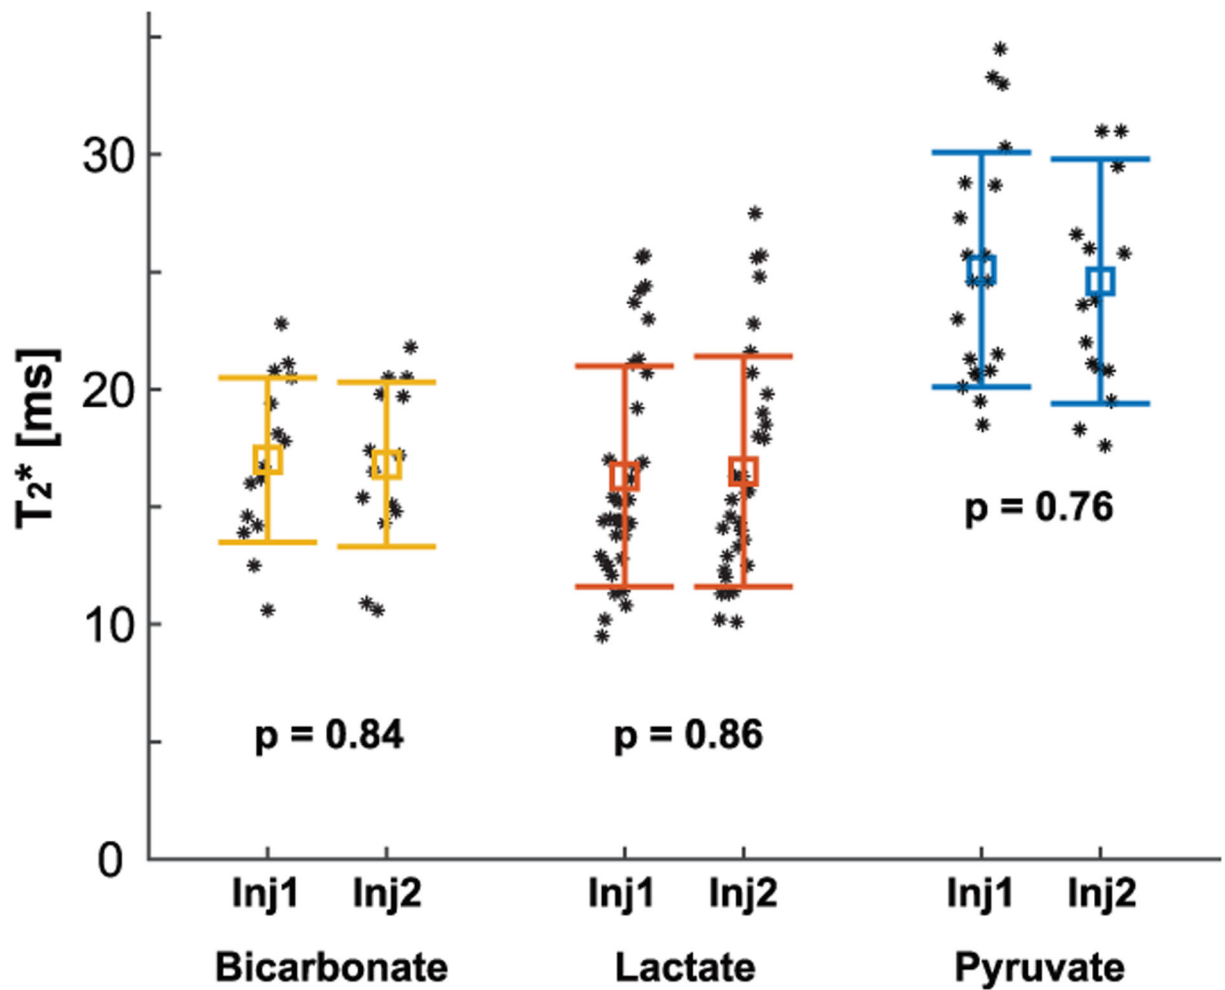 T2* [ms]
30
20
10
0
p = 0.84
p = 0.86
p = 0.76
Inj1 Inj2 Inj1 Inj2 Inj1 Inj2
Bicarbonate Lactate Pyruvate